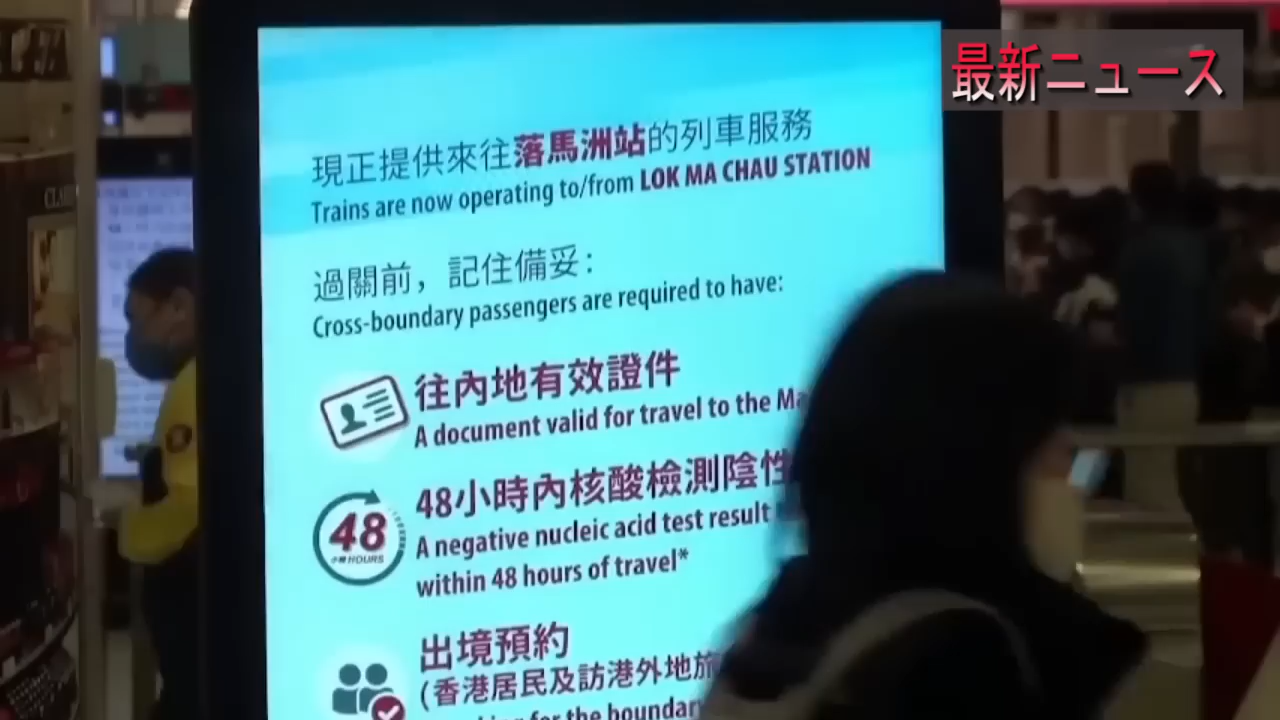 最新ニュース
現正提供來往落馬洲站的列車服務
Trains are now operating to/from LOK MA CHAU STATION
過關前，記住備妥：
Cross-boundary passengers are required to have:
往內地有效證件
A document valid for travel to the
48小時內核酸檢測陰性
A negative nucleic acid test result
within 48 hours of travel*
48
小時 HOURS
出境預約
(香港居民及訪港外地旅
for the boundary